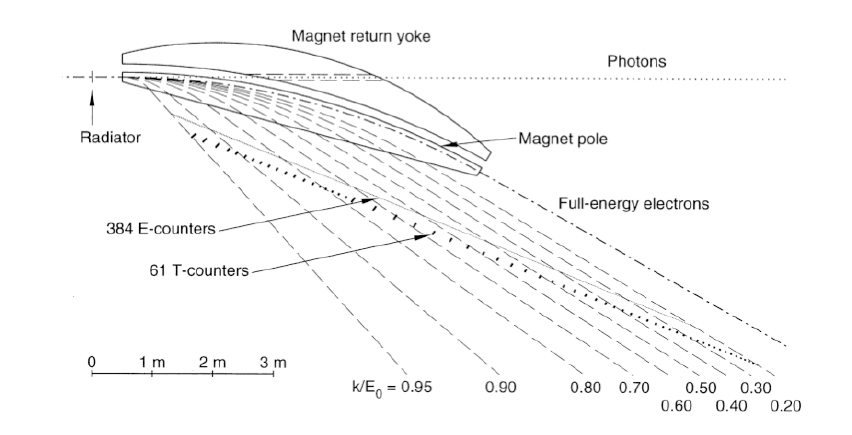 Magnet return yoke
Photons
Radiator
Magnet pole
Full-energy electrons
384 E-counters
61 T-counters
0 1 m 2 m 3 m
k/E0 = 0.95 0.90 0.80 0.70 0.50 0.30
0.60 0.40 0.20